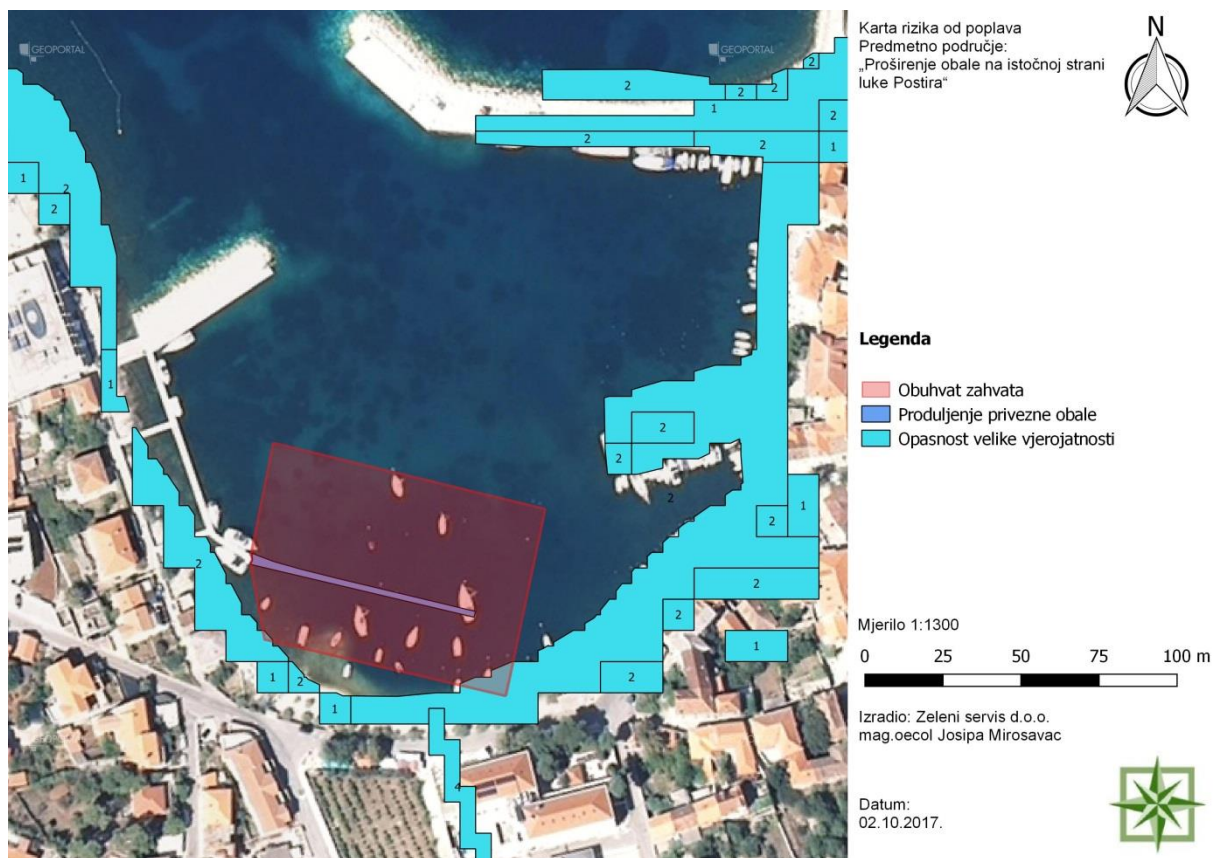 GEOPORTAL
GEOPORTAL
2
2
2
2
1
2
2
2
1
1
2
2
1
2
2
2
1
2
2
2
2
1
2
1
2
2
1
4
Karta rizika od poplava
Predmetno područje:
„Proširenje obale na istočnoj strani
luke Postira“
N
Legenda
Obuhvat zahvata
Produljenje privezne obale
Opasnost velike vjerojatnosti
Mjerilo 1:1300
0 25 50 75 100 m
Izradio: Zeleni servis d.o.o.
mag.oecol Josipa Mirosavac
Datum:
02.10.2017.